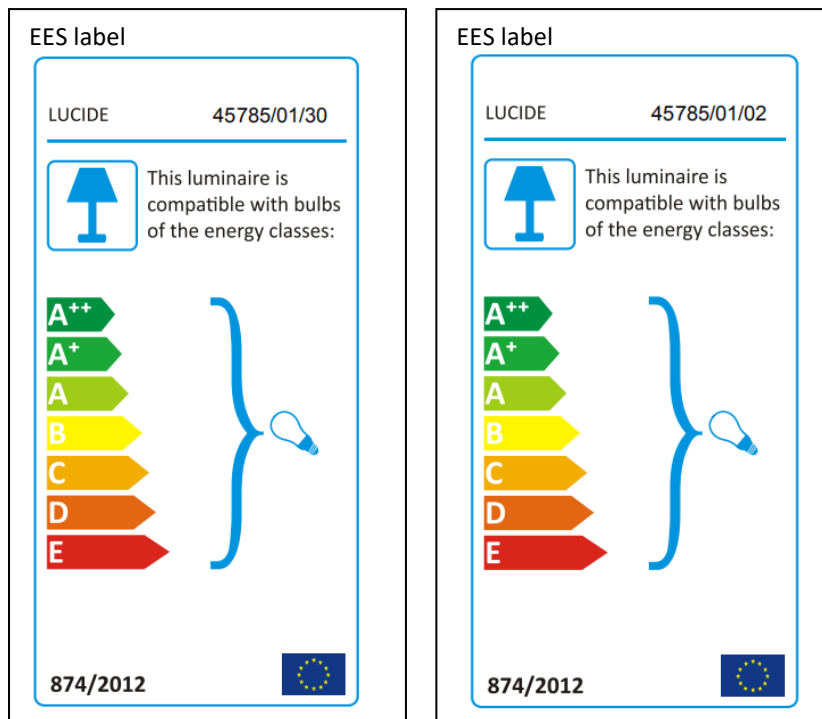 EES label
LUCIDE 45785/01/30
This luminaire is
compatible with bulbs
of the energy classes:
A++
A+
A
B
C
D
E
874/2012
EES label
LUCIDE 45785/01/02
This luminaire is
compatible with bulbs
of the energy classes:
A++
A+
A
B
C
D
E
874/2012